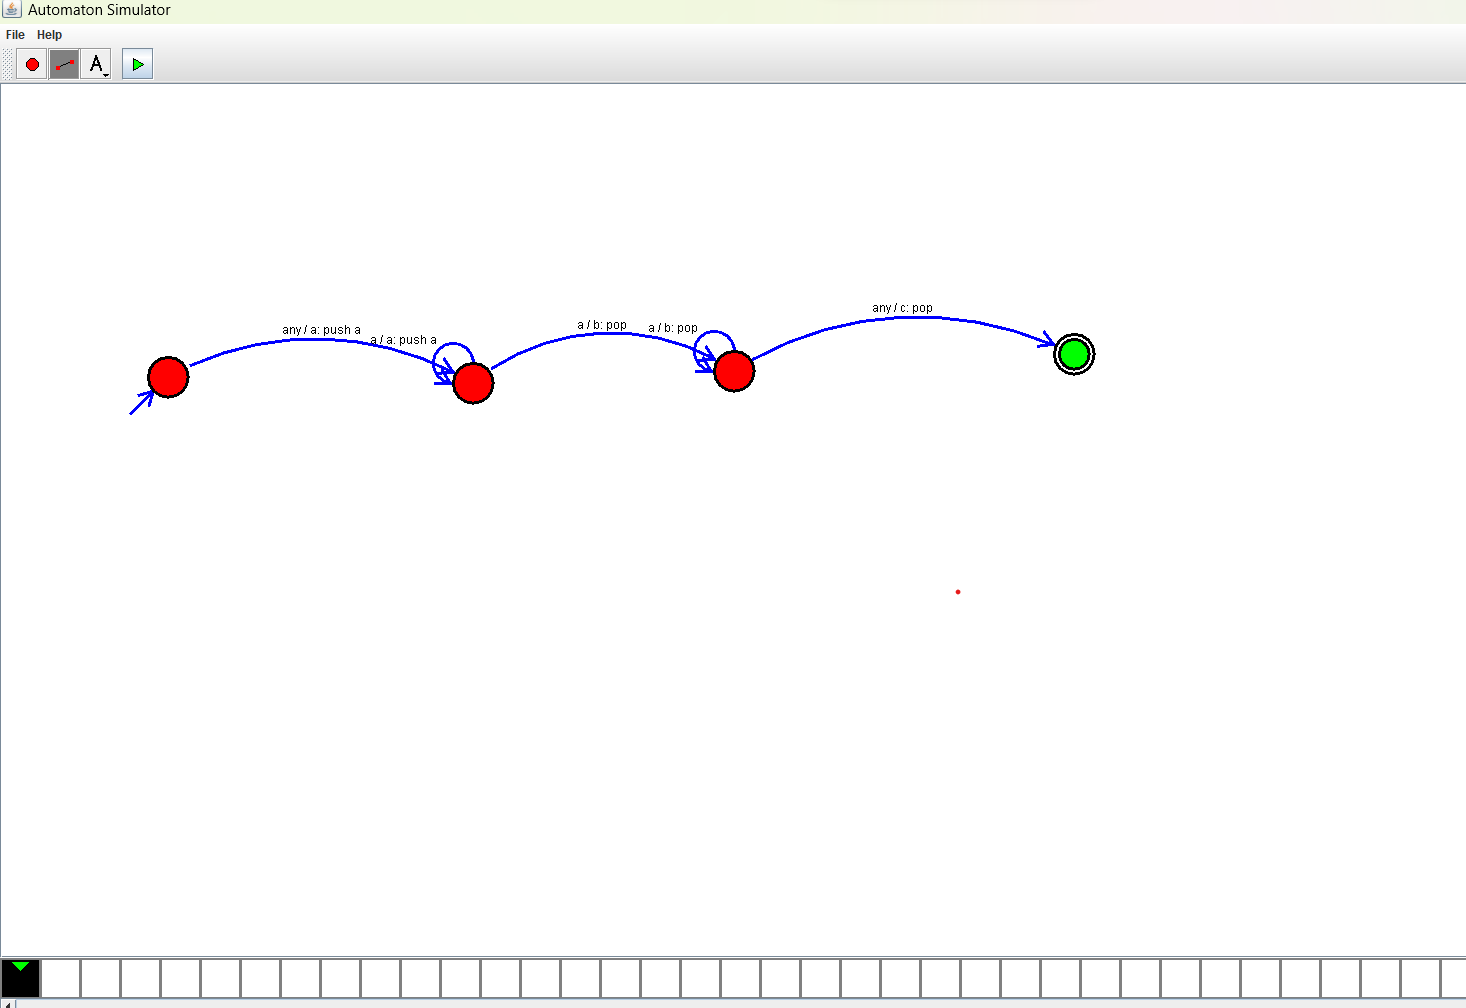 Automaton Simulator
File Help
A
any / c: pop
a / b: pop
a / b: pop
any / a: push a
a / a: push a